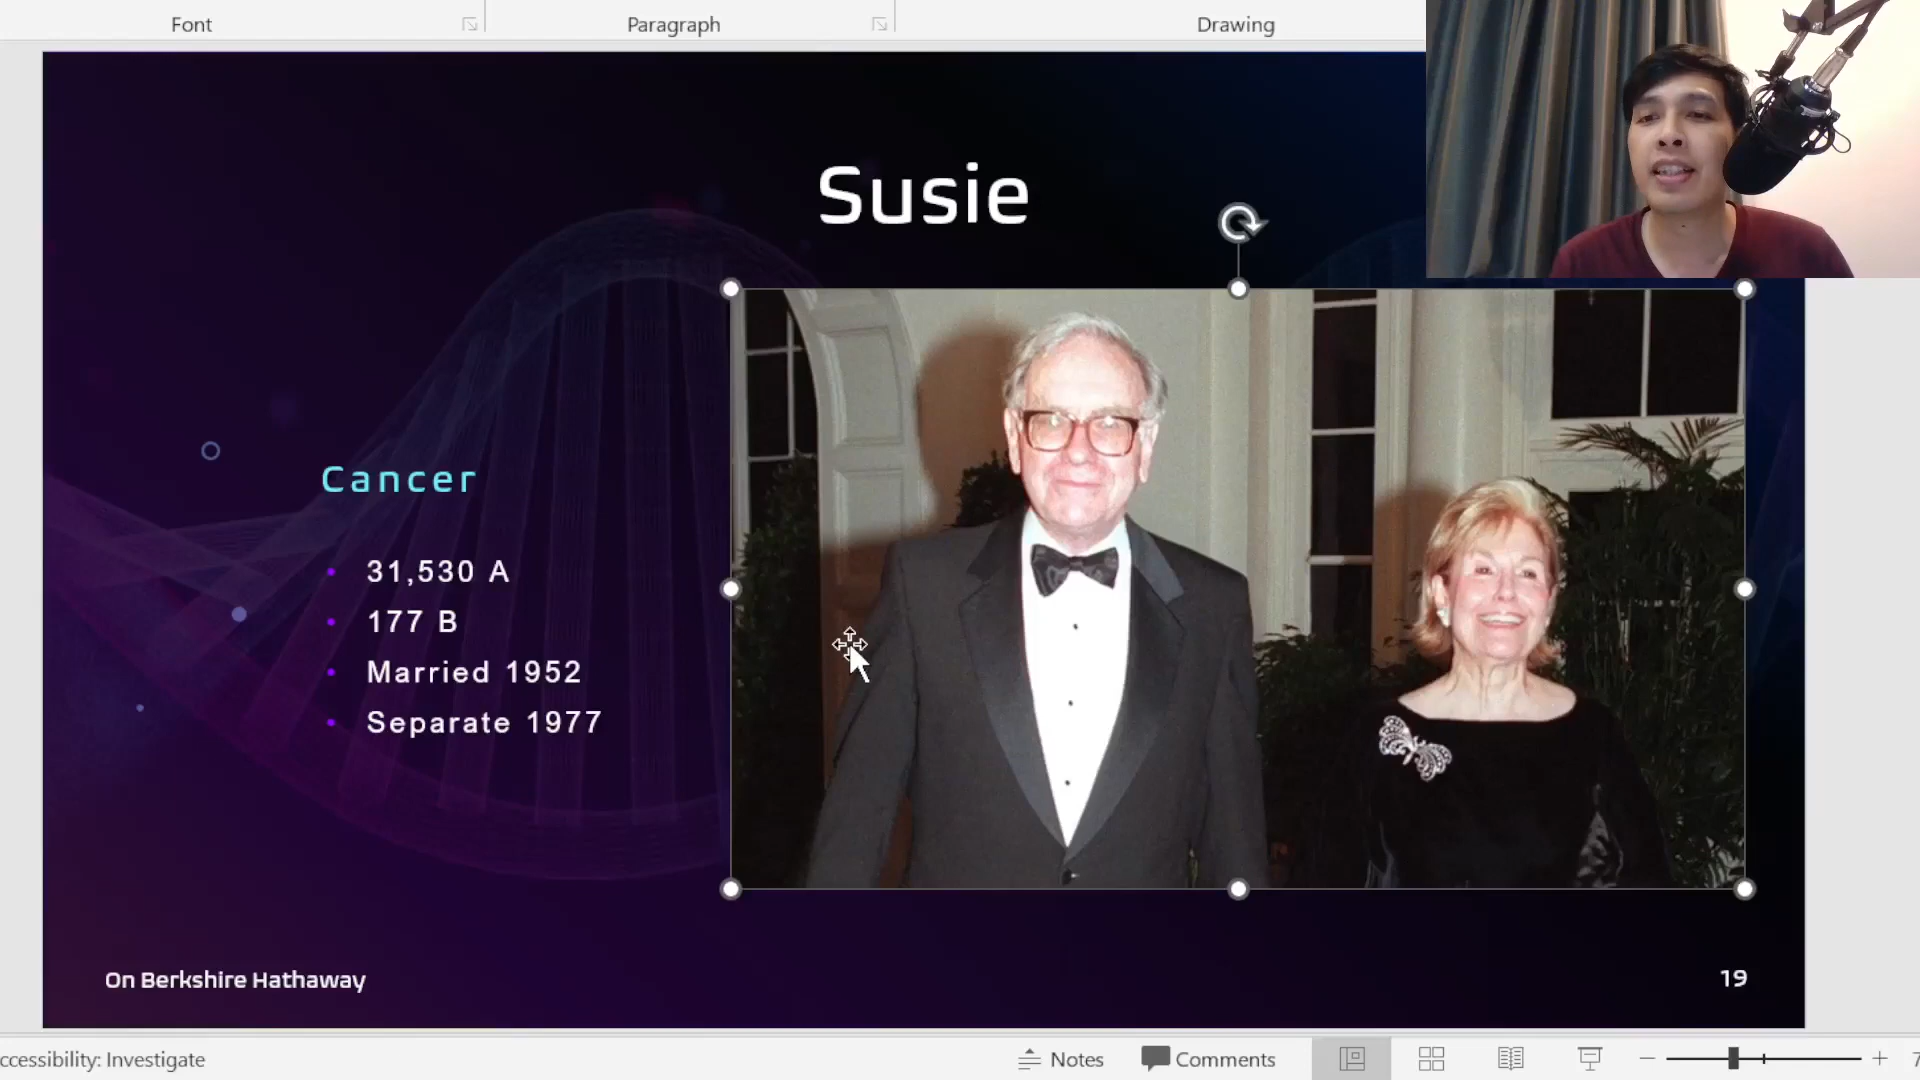 Font
Paragraph
Drawing
Susie
Cancer
31,530 A
177 B
Married 1952
Separate 1977
On Berkshire Hathaway
19
ccessibility: Investigate
Notes
Comments
7